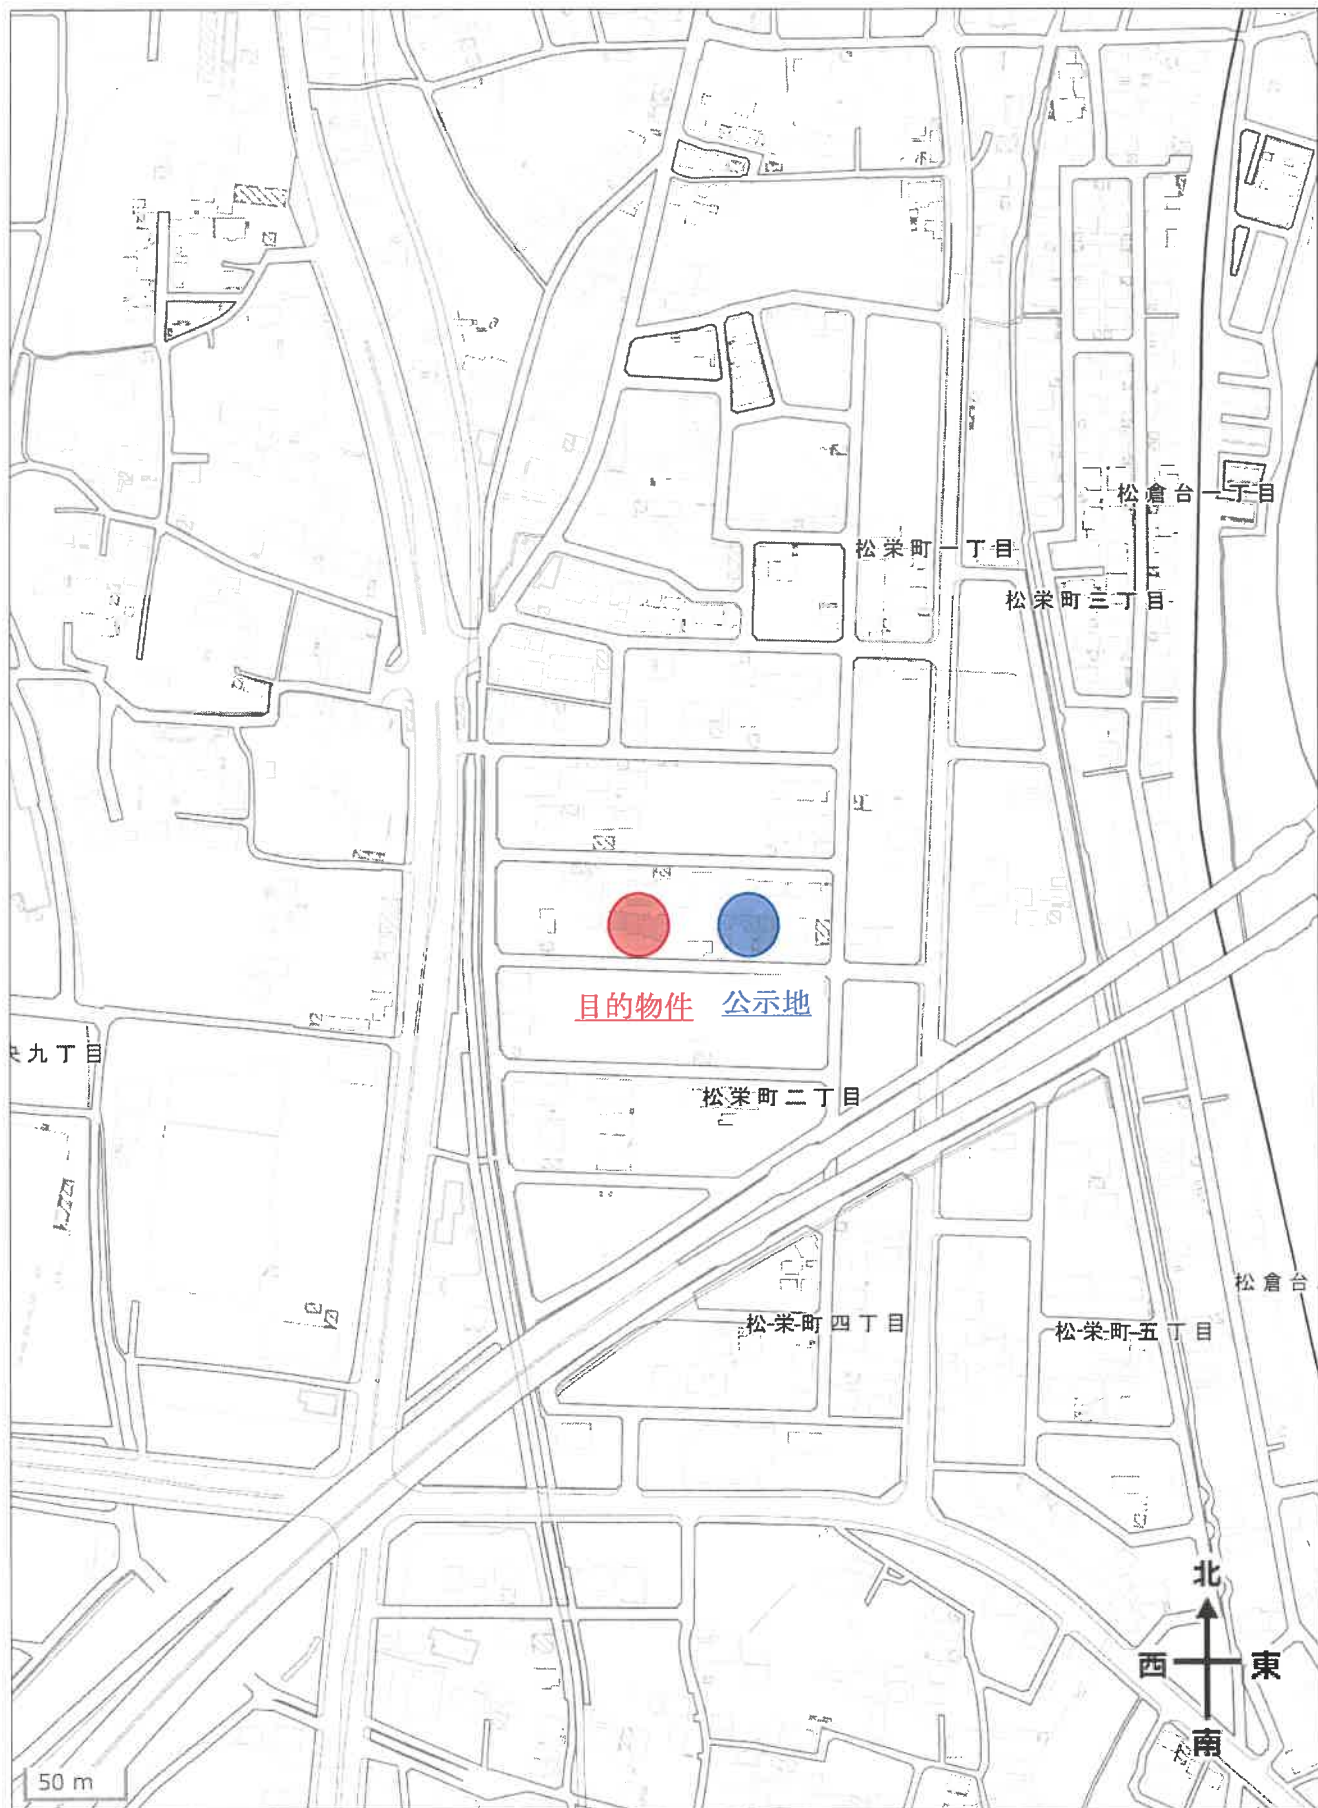 松倉台一丁目
松栄町一丁目
松栄町三丁目
目的物件
公示地
九丁目
松栄町二丁目
松倉台
松栄町四丁目
松栄町五丁目
北
西
東
南
50 m